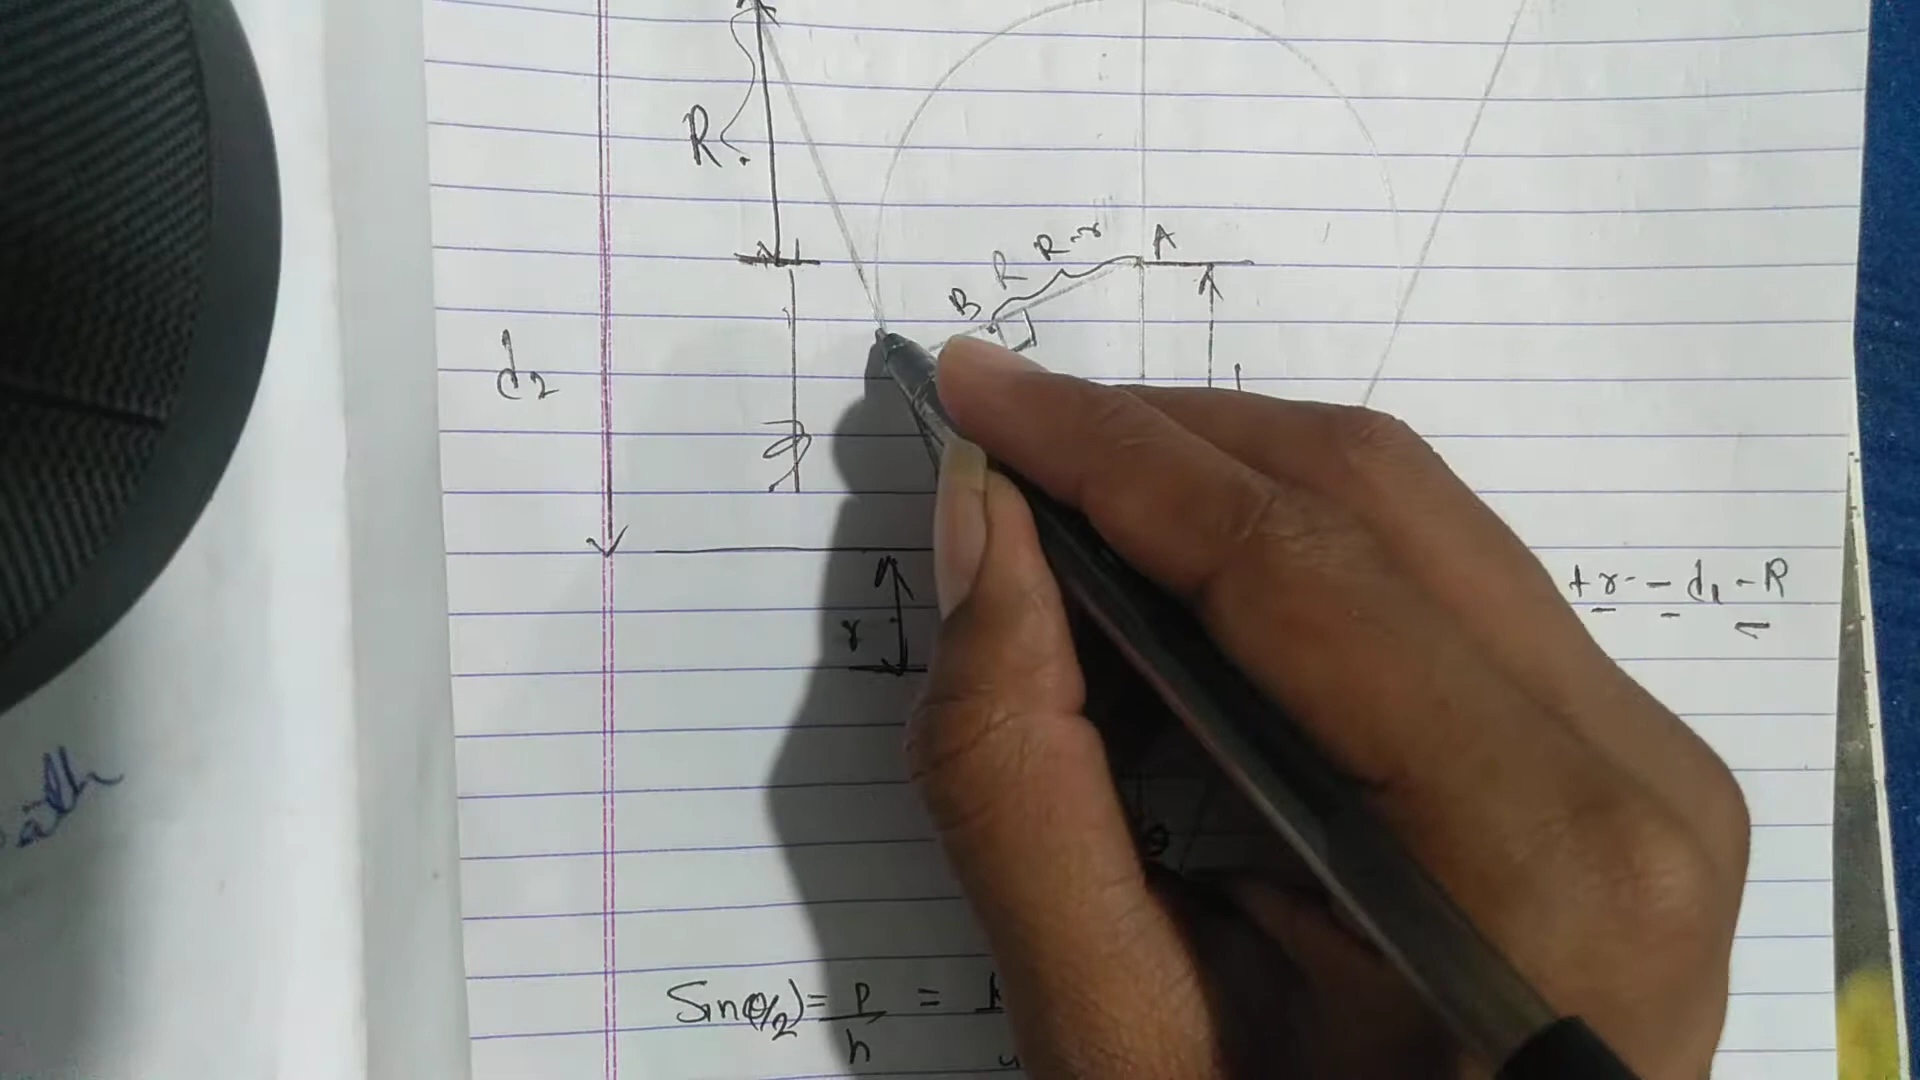 R
A
R R-r
B
d2
+r - d1 - R
r
θ
Sin(θ/2) = p/h =